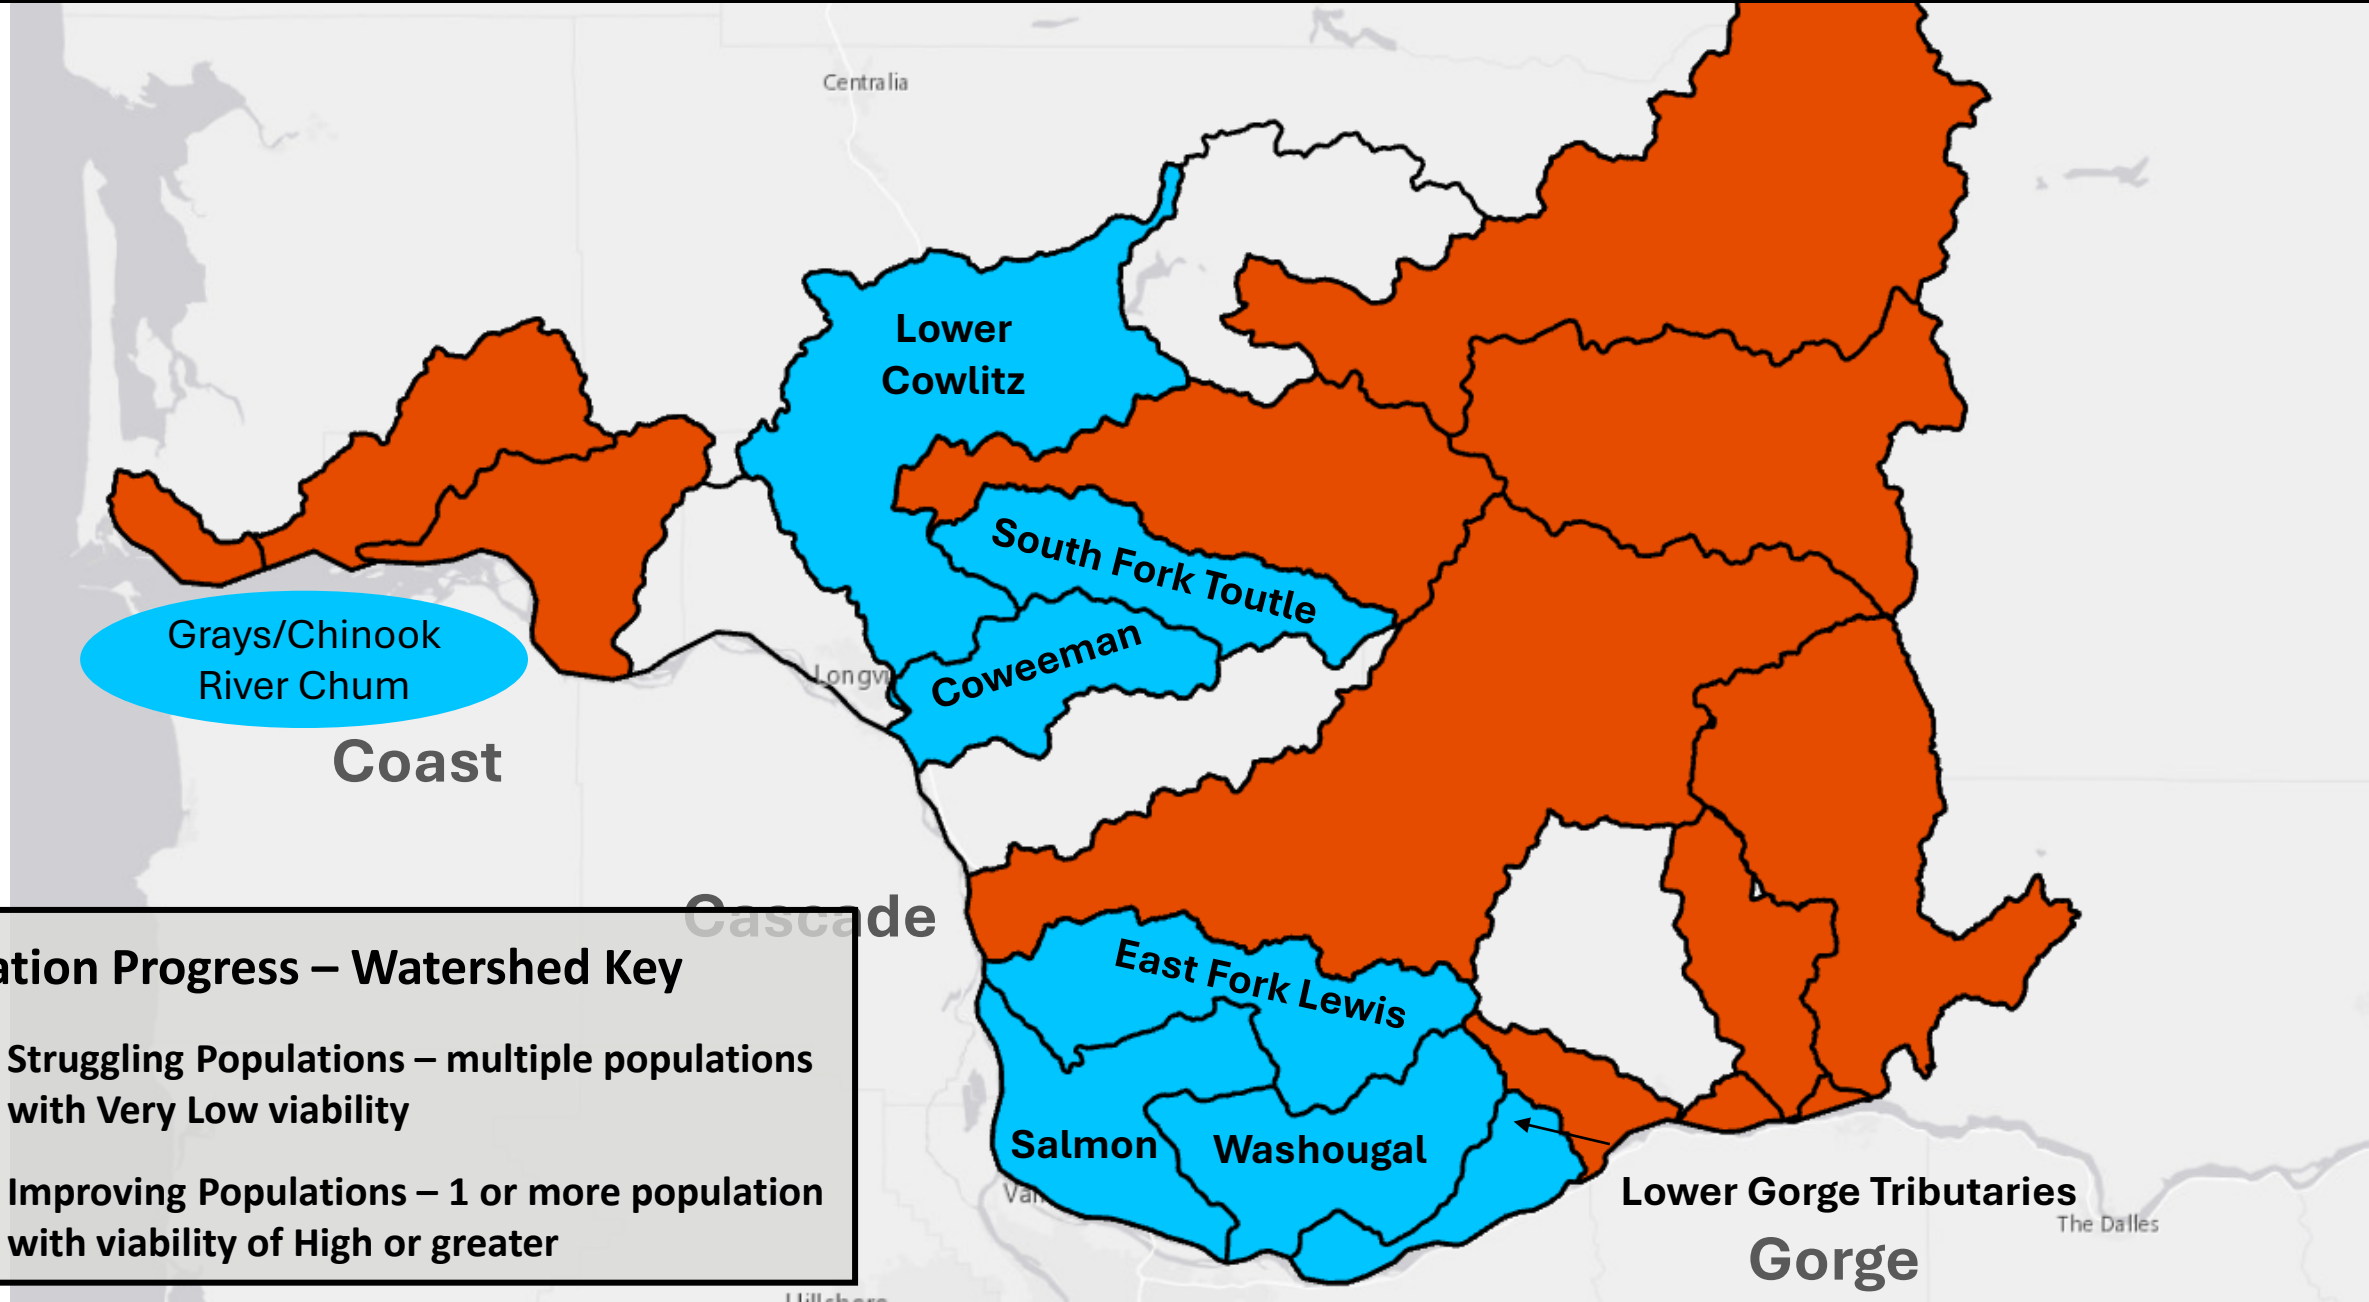 Centralia
Lower
Cowlitz
South Fork Toutle
Grays/Chinook
River Chum
Coweeman
Coast
Cascade
Progress – Watershed Key
East Fork Lewis
Struggling Populations – multiple populations
with Very Low viability
Salmon
Washougal
Improving Populations – 1 or more population
with viability of High or greater
Lower Gorge Tributaries
The Dalles
Gorge